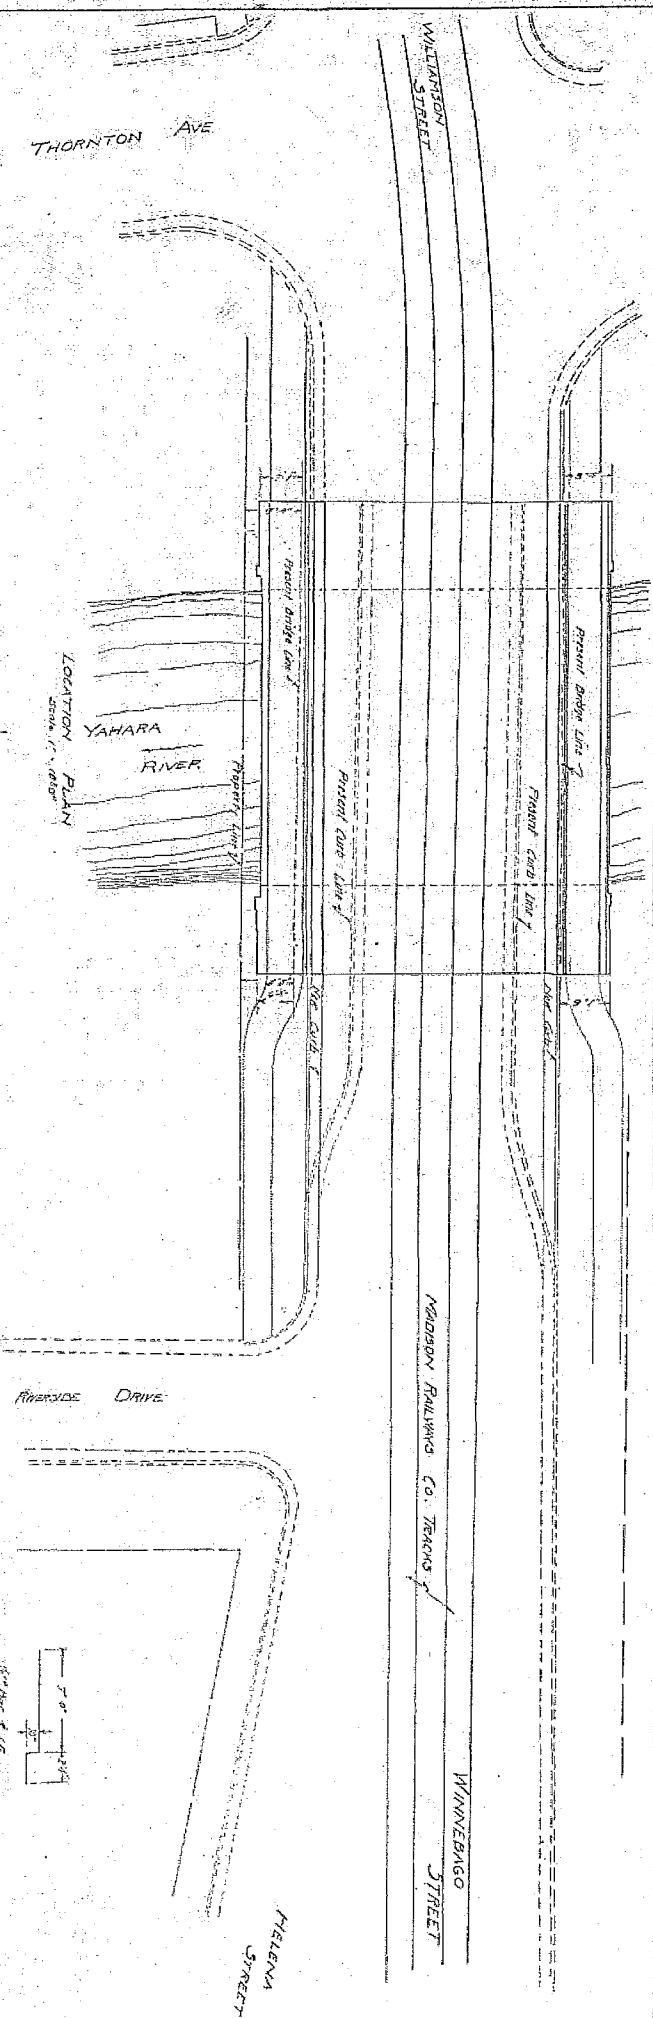 WILLIAMSON
STREET
THORNTON AVE
Present Bridge Line
Present Bridge Line
LOCATION PLAN
YAHARA
RIVER
Property Line
Present Curb Line
Present Curb Line
New Curb
New Curb
RIVERSIDE DRIVE
MADISON RAILWAYS CO. TRACKS
WINNEBAGO
STREET
HELENA
STREET